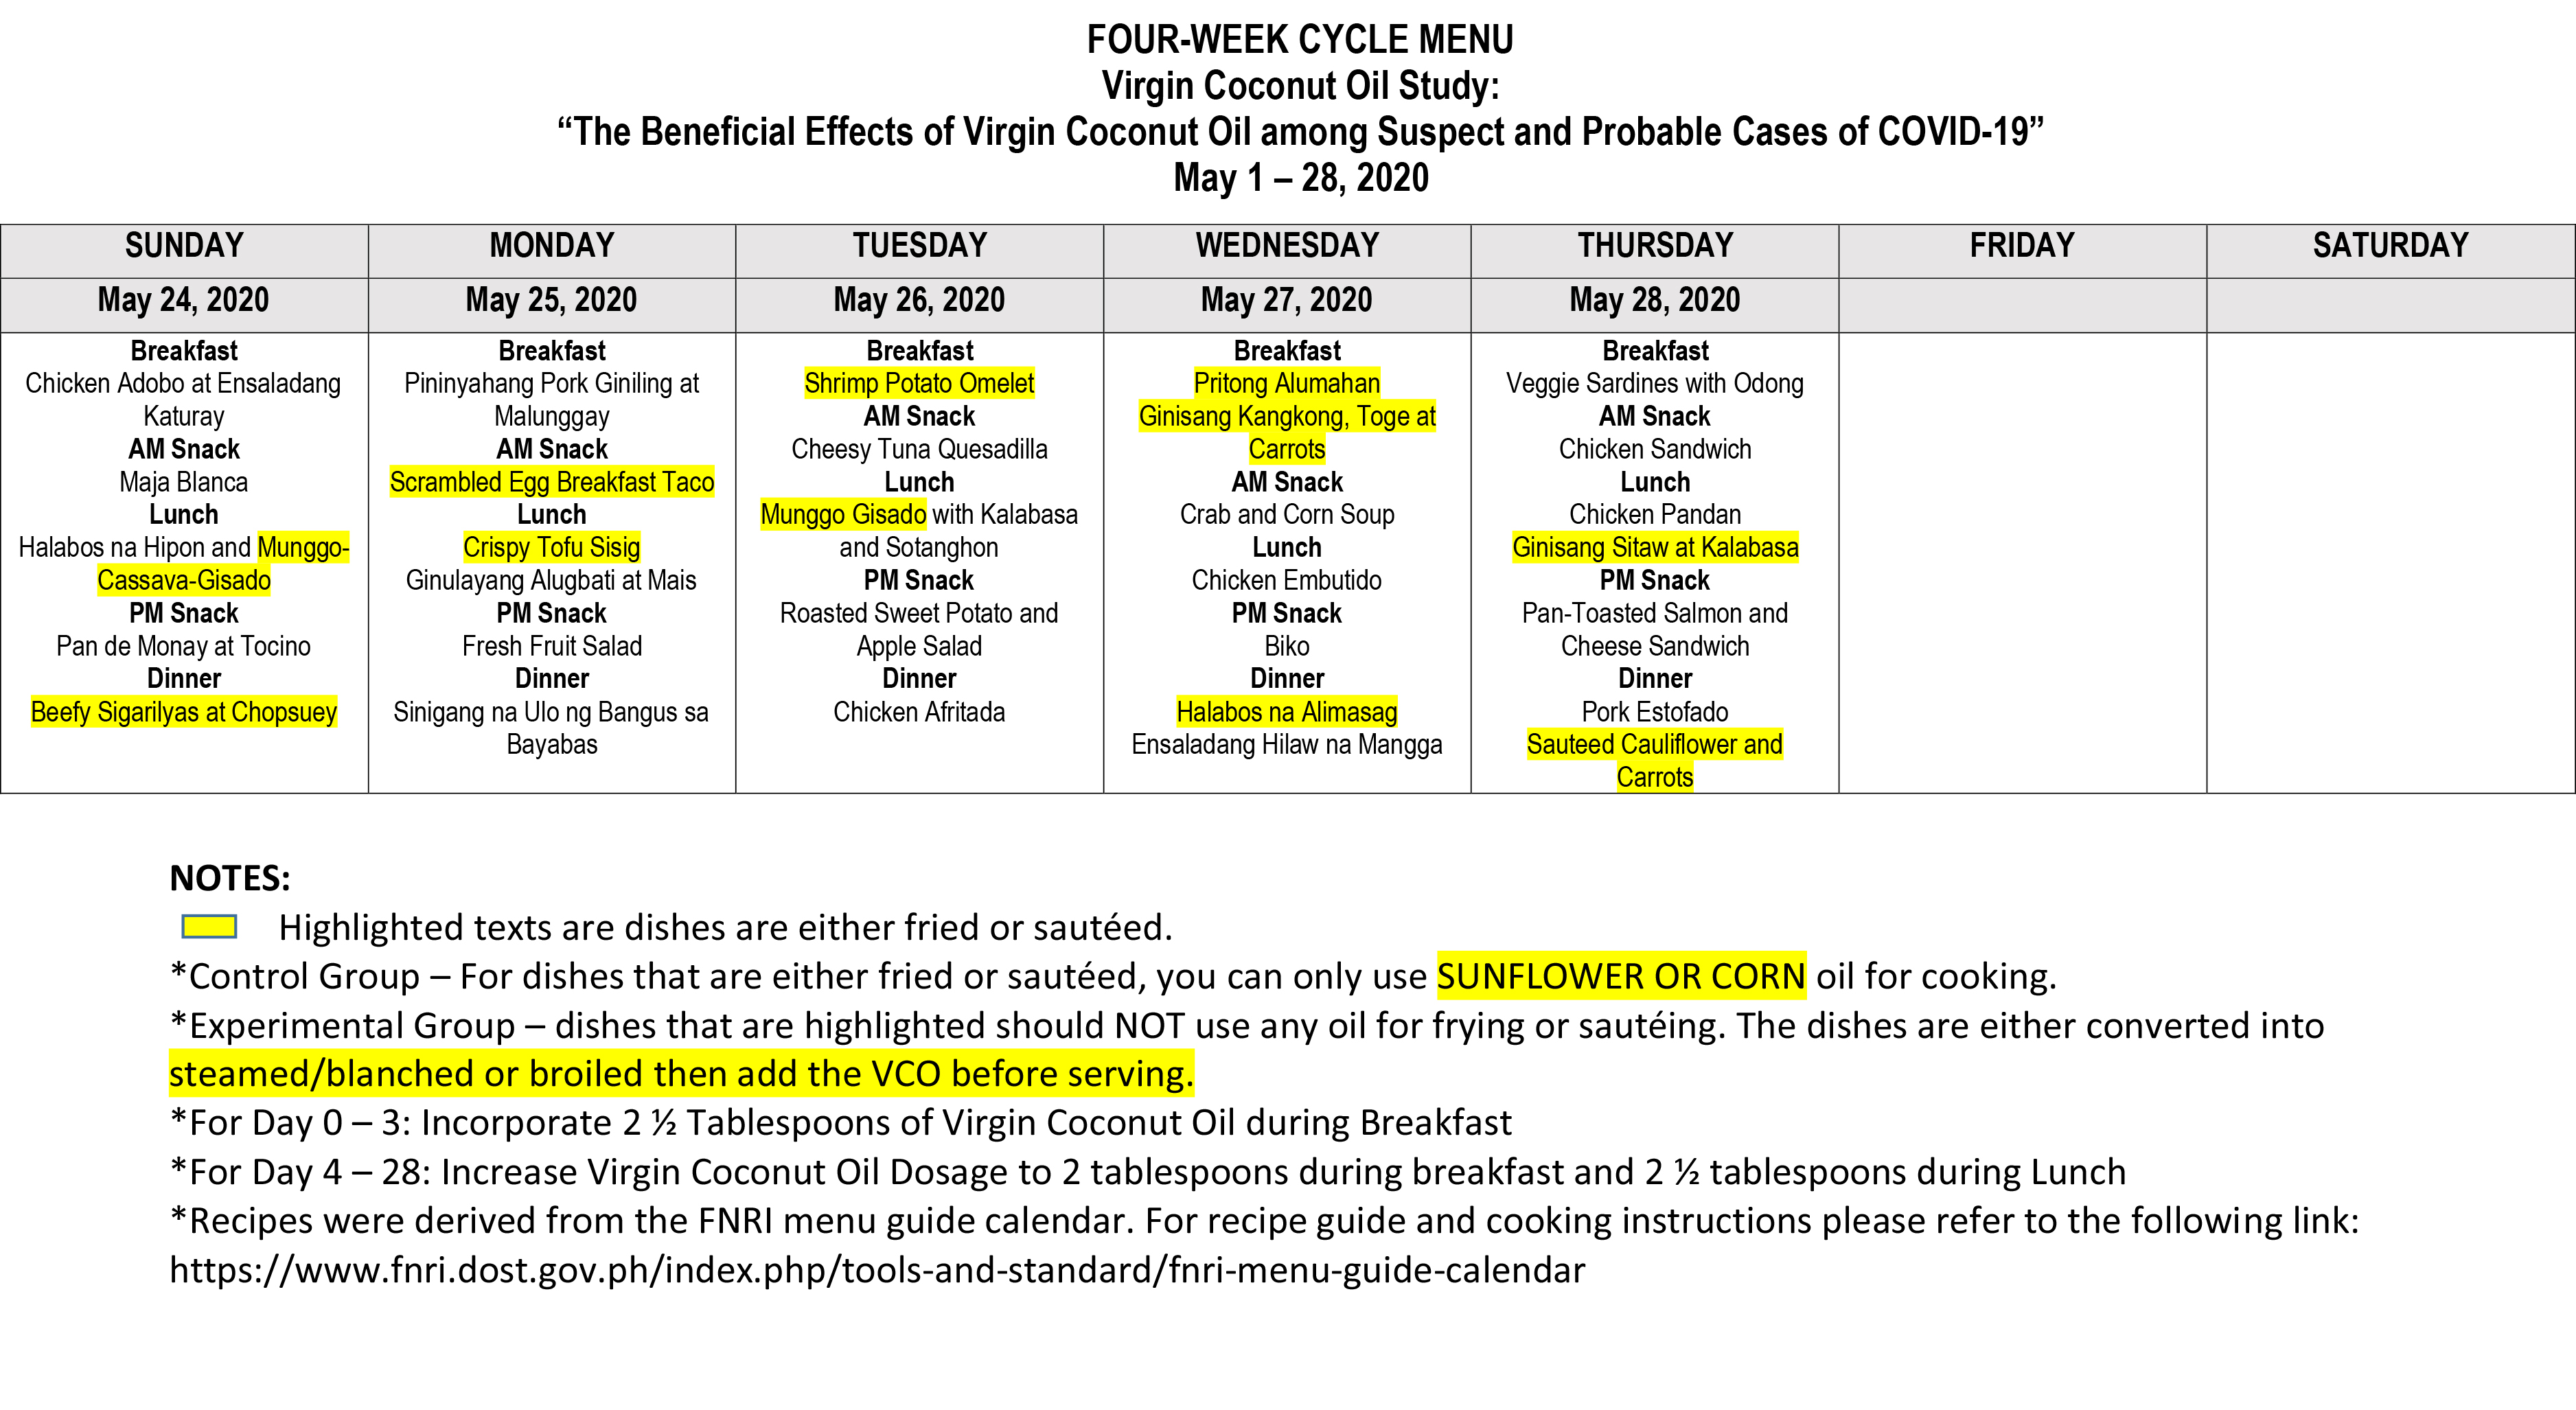 FOUR-WEEK CYCLE MENU
Virgin Coconut Oil Study:
“The Beneficial Effects of Virgin Coconut Oil among Suspect and Probable Cases of COVID-19”
May 1 – 28, 2020
SUNDAY
MONDAY
TUESDAY
WEDNESDAY
THURSDAY
FRIDAY
SATURDAY
May 24, 2020
May 25, 2020
May 26, 2020
May 27, 2020
May 28, 2020
Breakfast
Chicken Adobo at Ensaladang
Katuray
AM Snack
Maja Blanca
Lunch
Halabos na Hipon and Munggo-
Cassava-Gisado
PM Snack
Pan de Monay at Tocino
Dinner
Beefy Sigarilyas at Chopsuey
Breakfast
Pininyahang Pork Giniling at
Malunggay
AM Snack
Scrambled Egg Breakfast Taco
Lunch
Crispy Tofu Sisig
Ginulayang Alugbati at Mais
PM Snack
Fresh Fruit Salad
Dinner
Sinigang na Ulo ng Bangus sa
Bayabas
Breakfast
Shrimp Potato Omelet
AM Snack
Cheesy Tuna Quesadilla
Lunch
Munggo Gisado with Kalabasa
and Sotanghon
PM Snack
Roasted Sweet Potato and
Apple Salad
Dinner
Chicken Afritada
Breakfast
Pritong Alumahan
Ginisang Kangkong, Toge at
Carrots
AM Snack
Crab and Corn Soup
Lunch
Chicken Embutido
PM Snack
Biko
Dinner
Halabos na Alimasag
Ensaladang Hilaw na Mangga
Breakfast
Veggie Sardines with Odong
AM Snack
Chicken Sandwich
Lunch
Chicken Pandan
Ginisang Sitaw at Kalabasa
PM Snack
Pan-Toasted Salmon and
Cheese Sandwich
Dinner
Pork Estofado
Sauteed Cauliflower and
Carrots
NOTES:
Highlighted texts are dishes are either fried or sautéed.
*Control Group – For dishes that are either fried or sautéed, you can only use SUNFLOWER OR CORN oil for cooking.
*Experimental Group – dishes that are highlighted should NOT use any oil for frying or sautéing. The dishes are either converted into
steamed/blanched or broiled then add the VCO before serving.
*For Day 0 – 3: Incorporate 2 ½ Tablespoons of Virgin Coconut Oil during Breakfast
*For Day 4 – 28: Increase Virgin Coconut Oil Dosage to 2 tablespoons during breakfast and 2 ½ tablespoons during Lunch
*Recipes were derived from the FNRI menu guide calendar. For recipe guide and cooking instructions please refer to the following link:
https://www.fnri.dost.gov.ph/index.php/tools-and-standard/fnri-menu-guide-calendar